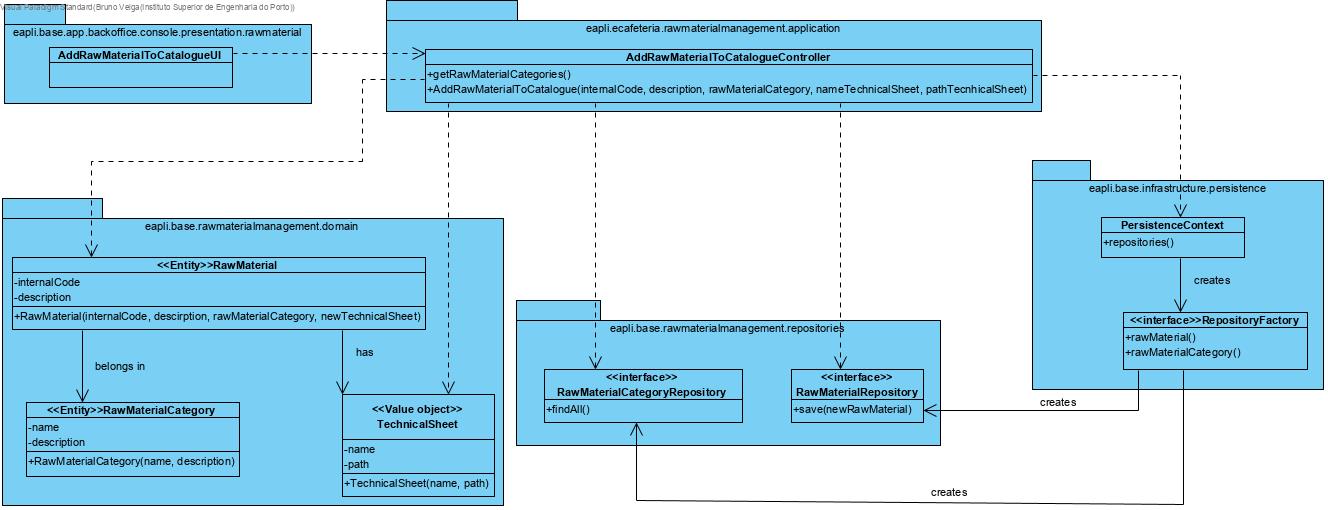 Visual Paradigm Standard(Bruno Veiga(Instituto Superior de Engenharia do Porto))
eapli.base.app.backoffice.console.presentation.rawmaterial
AddRawMaterialToCatalogueUI
eapli.ecafeteria.rawmaterialmanagement.application
AddRawMaterialToCatalogueController
+getRawMaterialCategories()
+AddRawMaterialToCatalogue(internalCode, description, rawMaterialCategory, nameTechnicalSheet, pathTecnhicalSheet)
eapli.base.infrastructure.persistence
PersistenceContext
+repositories()
creates
<<interface>>RepositoryFactory
+rawMaterial()
+rawMaterialCategory()
eapli.base.rawmaterialmanagement.domain
<<Entity>>RawMaterial
-internalCode
-description
+RawMaterial(internalCode, descirption, rawMaterialCategory, newTechnicalSheet)
belongs in
has
<<Entity>>RawMaterialCategory
-name
-description
+RawMaterialCategory(name, description)
<<Value object>>
TechnicalSheet
-name
-path
+TechnicalSheet(name, path)
eapli.base.rawmaterialmanagement.repositories
<<interface>>
RawMaterialCategoryRepository
+findAll()
<<interface>>
RawMaterialRepository
+save(newRawMaterial)
creates
creates